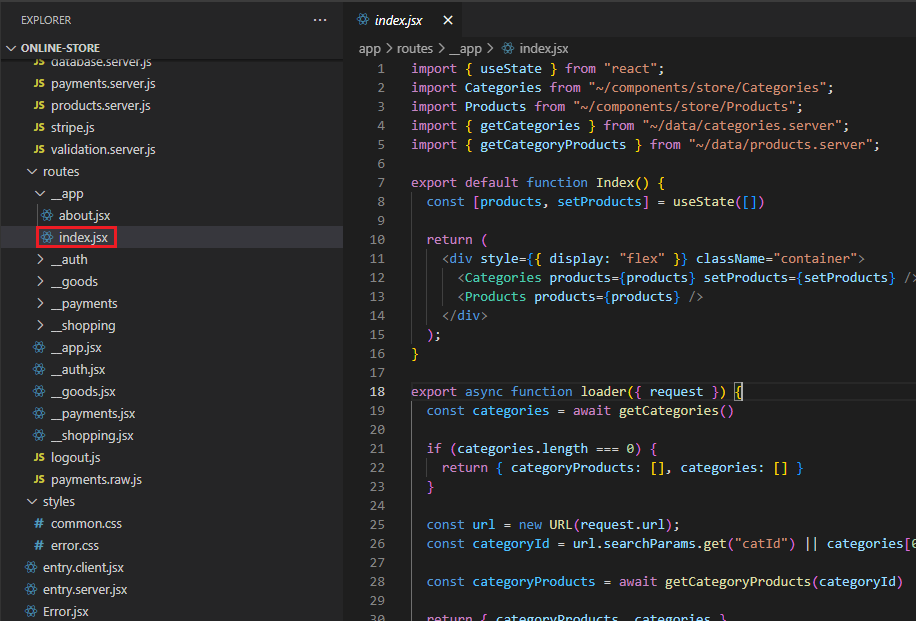 EXPLORER
ONLINE-STORE
database.server.js
payments.server.js
products.server.js
stripe.js
validation.server.js
routes
__app
about.jsx
index.jsx
__auth
__goods
__payments
__shopping
__app.jsx
__auth.jsx
__goods.jsx
__payments.jsx
__shopping.jsx
logout.js
payments.raw.js
styles
common.css
error.css
entry.client.jsx
entry.server.jsx
Error.jsx
index.jsx
app > routes > __app > index.jsx
1 import { useState } from "react";
2 import Categories from "~/components/store/Categories";
3 import Products from "~/components/store/Products";
4 import { getCategories } from "~/data/categories.server";
5 import { getCategoryProducts } from "~/data/products.server";
6
7 export default function Index() {
8 const [products, setProducts] = useState([])
9
10 return (
11 <div style={{ display: "flex" }} className="container">
12 <Categories products={products} setProducts={setProducts} />
13 <Products products={products} />
14 </div>
15 );
16 }
17
18 export async function loader({ request }) {
19 const categories = await getCategories()
20
21 if (categories.length === 0) {
22 return { categoryProducts: [], categories: [] }
23 }
24
25 const url = new URL(request.url);
26 const categoryId = url.searchParams.get("catId") || categories[0
27
28 const categoryProducts = await getCategoryProducts(categoryId)
29
30 return { categoryProducts, categories }